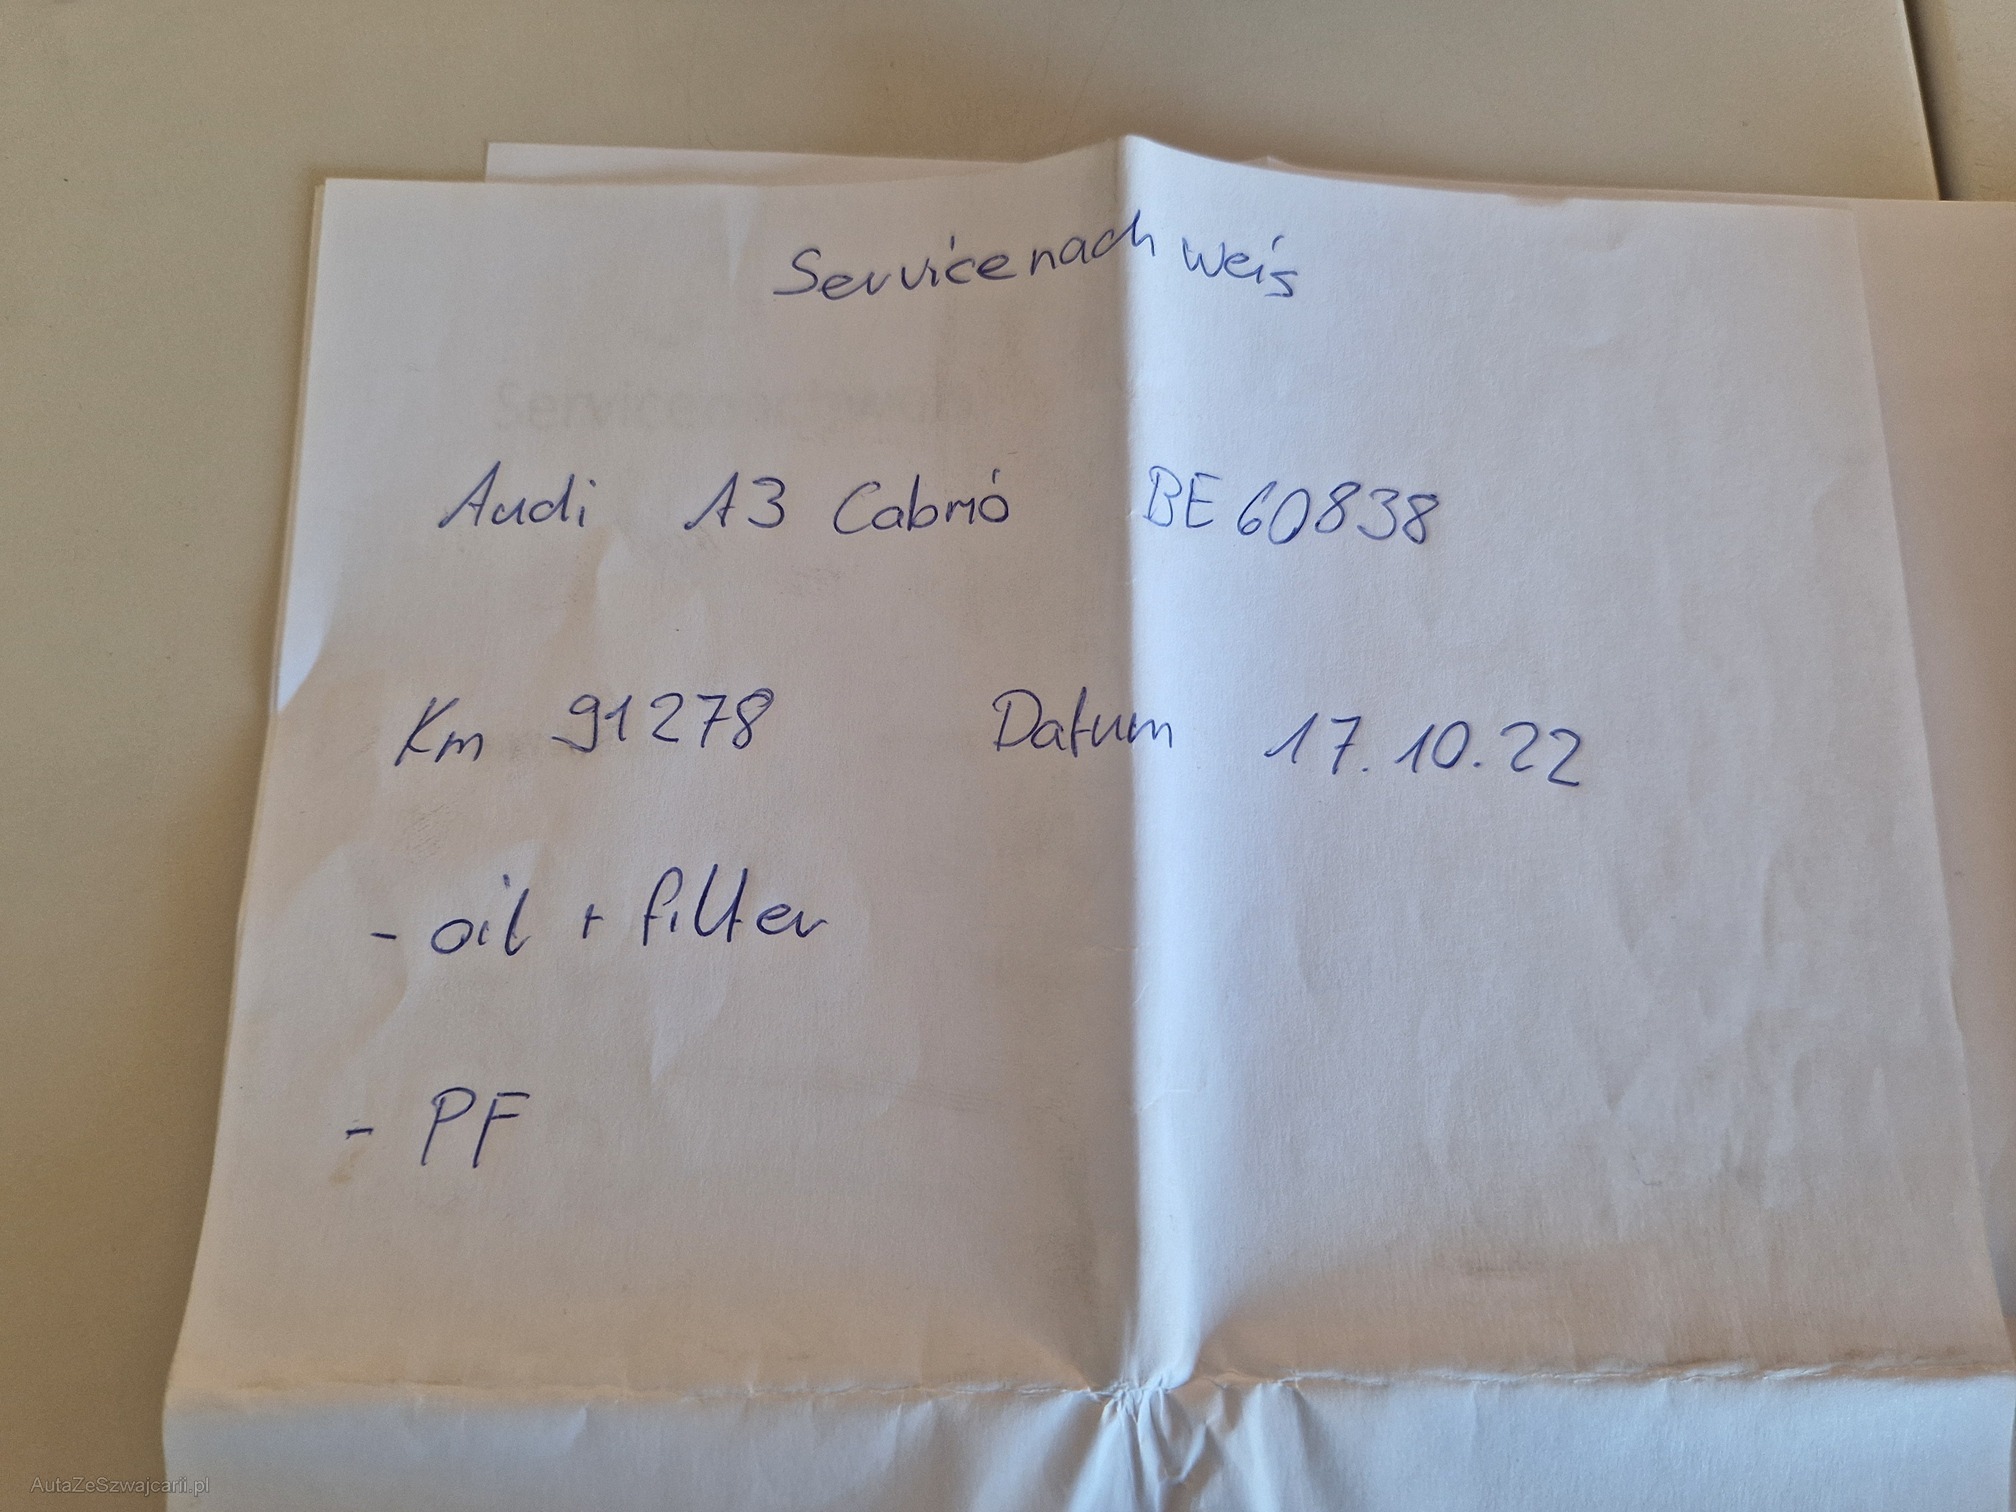 Servicenachweis
Audi A3 Cabrio BE 60838
Km 91278 Datum 17.10.22
- oil + filter
- PF
AutaZeSzwajcarii.pl